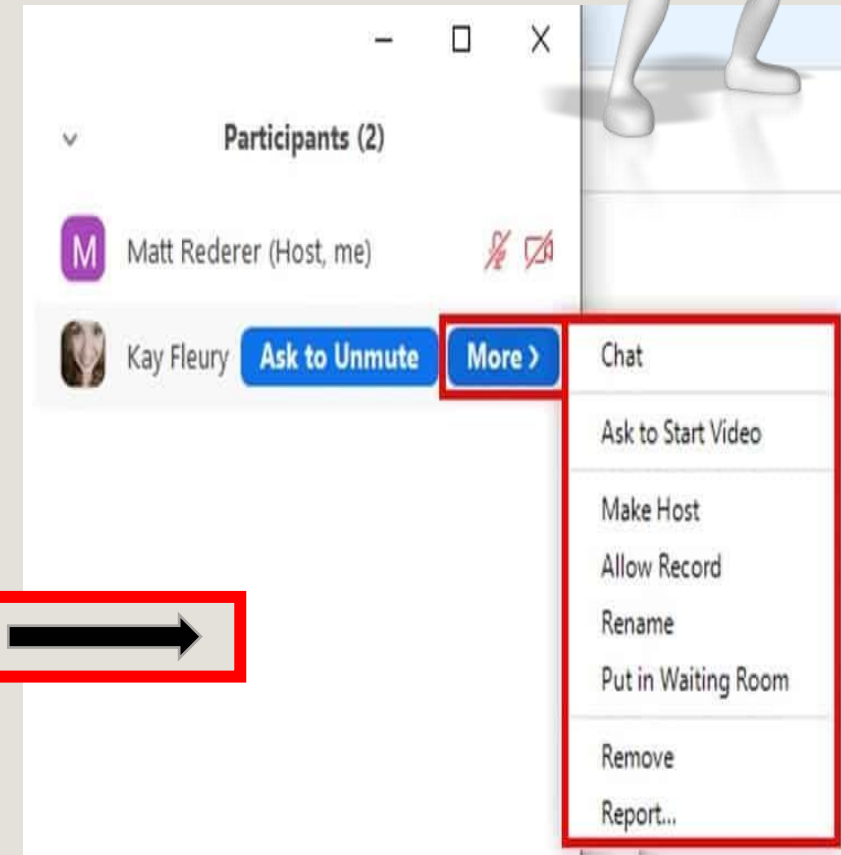 Participants (2)
M Matt Rederer (Host, me)
Kay Fleury Ask to Unmute More >
Chat
Ask to Start Video
Make Host
Allow Record
Rename
Put in Waiting Room
Remove
Report...